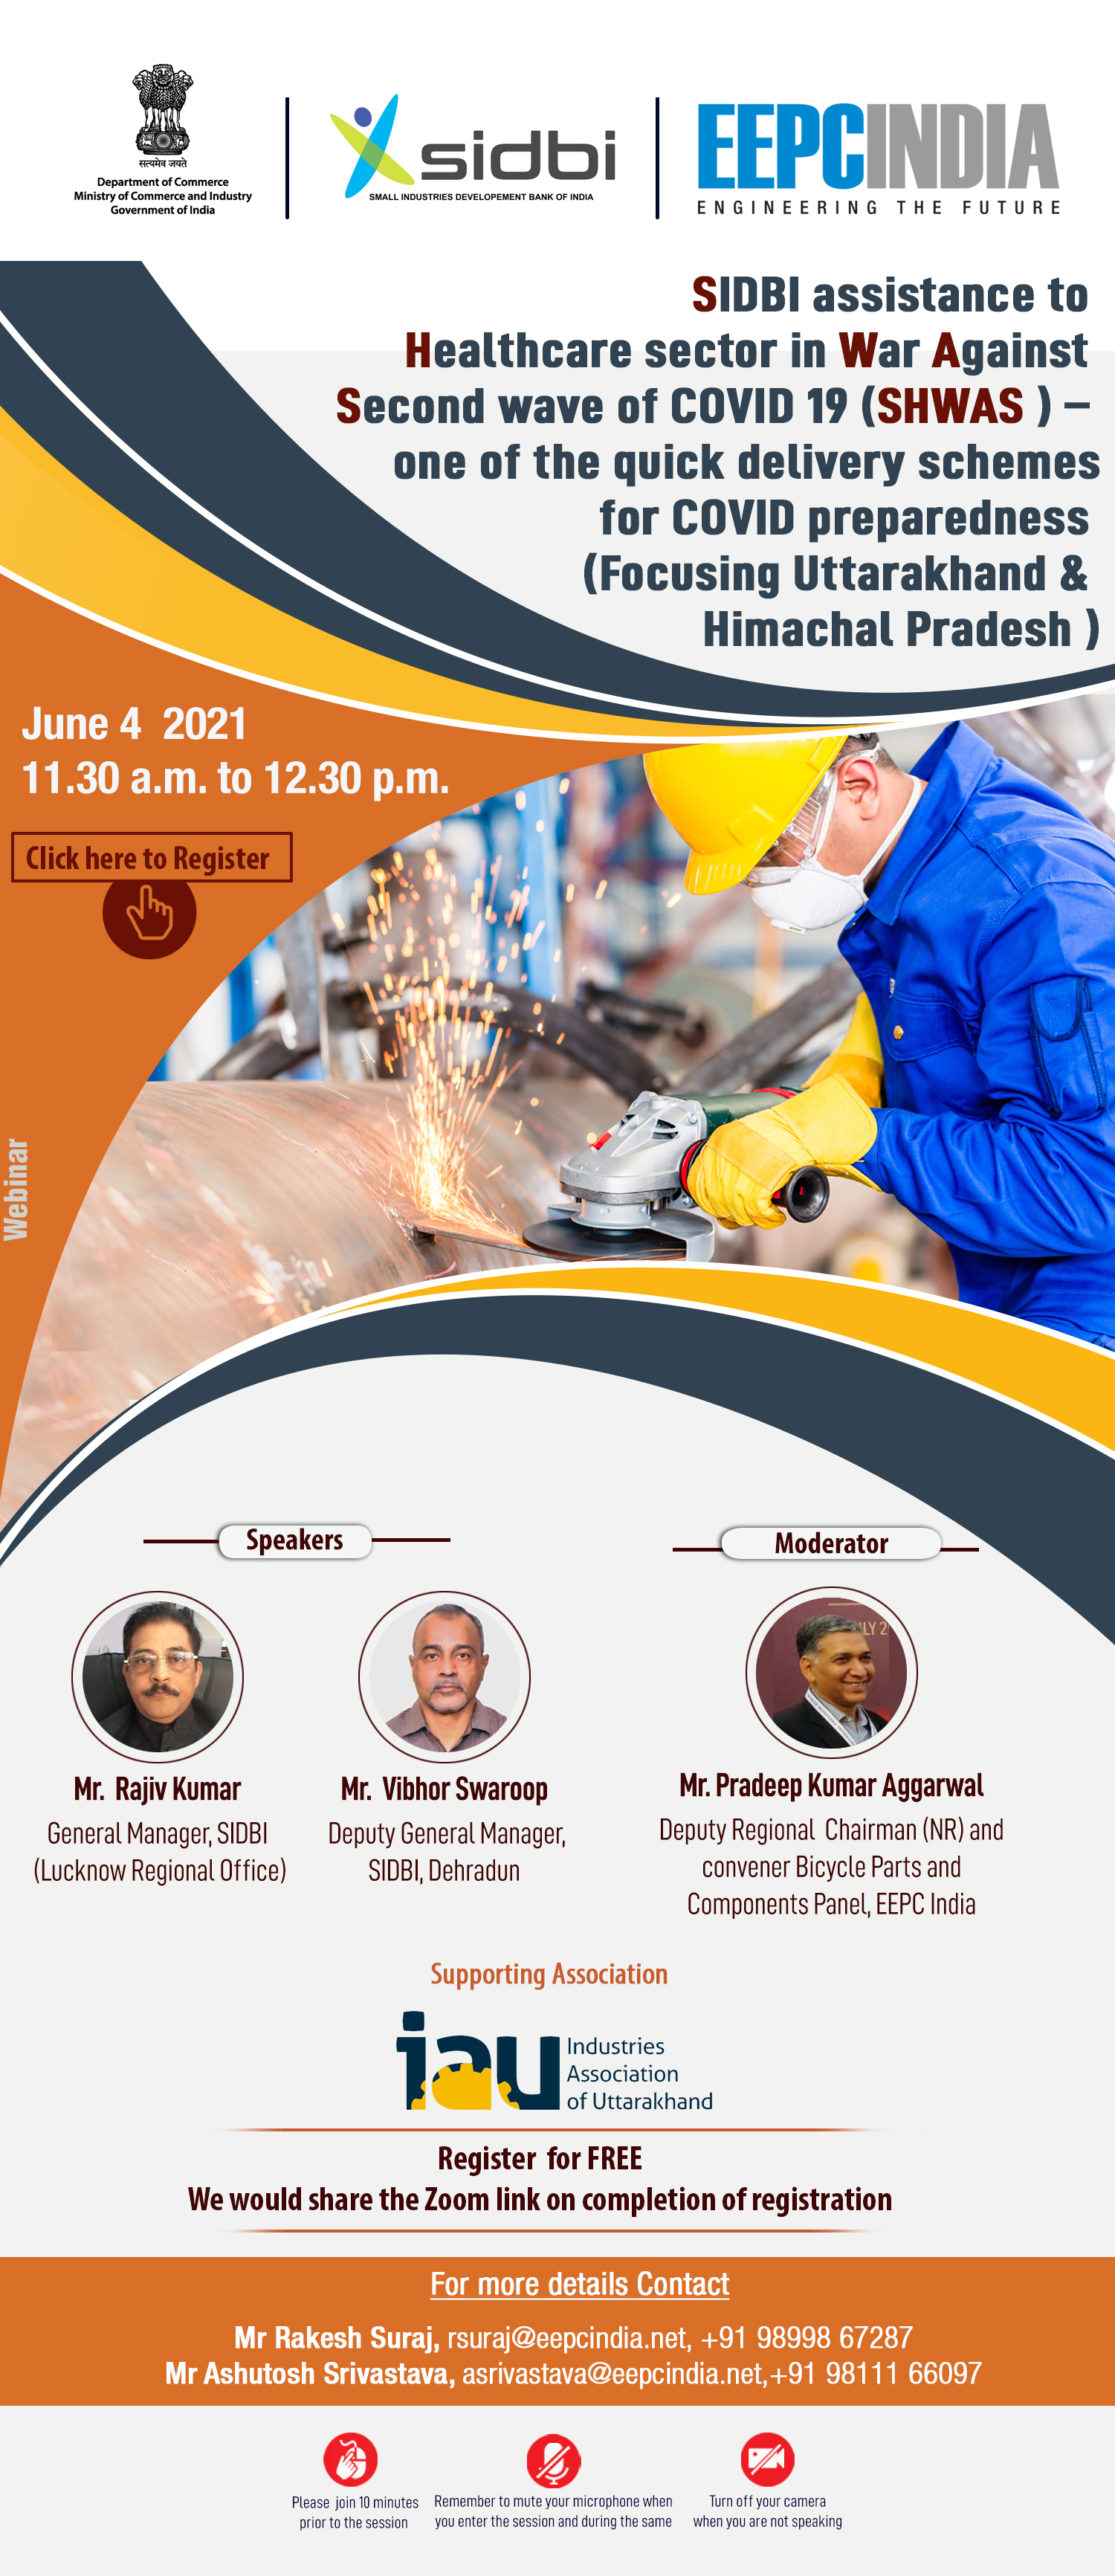 सत्यमेव जयते
Department of Commerce
Ministry of Commerce and Industry
Government of India
sidbi
SMALL INDUSTRIES DEVELOPEMENT BANK OF INDIA
EEPCINDIA
ENGINEERING THE FUTURE
SIDBI assistance to
Healthcare sector in War Against
Second wave of COVID 19 (SHWAS ) –
one of the quick delivery schemes
for COVID preparedness
(Focusing Uttarakhand &
Himachal Pradesh )
June 4 2021
11.30 a.m. to 12.30 p.m.
Click here to Register
Webinar
Speakers
Mr. Rajiv Kumar
General Manager, SIDBI
(Lucknow Regional Office)
Mr. Vibhor Swaroop
Deputy General Manager,
SIDBI, Dehradun
Moderator
ULY 2
Mr. Pradeep Kumar Aggarwal
Deputy Regional Chairman (NR) and
convener Bicycle Parts and
Components Panel, EEPC India
Supporting Association
iau
Industries
Association
of Uttarakhand
Register for FREE
We would share the Zoom link on completion of registration
For more details Contact
Mr Rakesh Suraj, rsuraj@eepcindia.net, +91 98998 67287
Mr Ashutosh Srivastava, asrivastava@eepcindia.net,+91 98111 66097
Please join 10 minutes
prior to the session
Remember to mute your microphone when
you enter the session and during the same
Turn off your camera
when you are not speaking